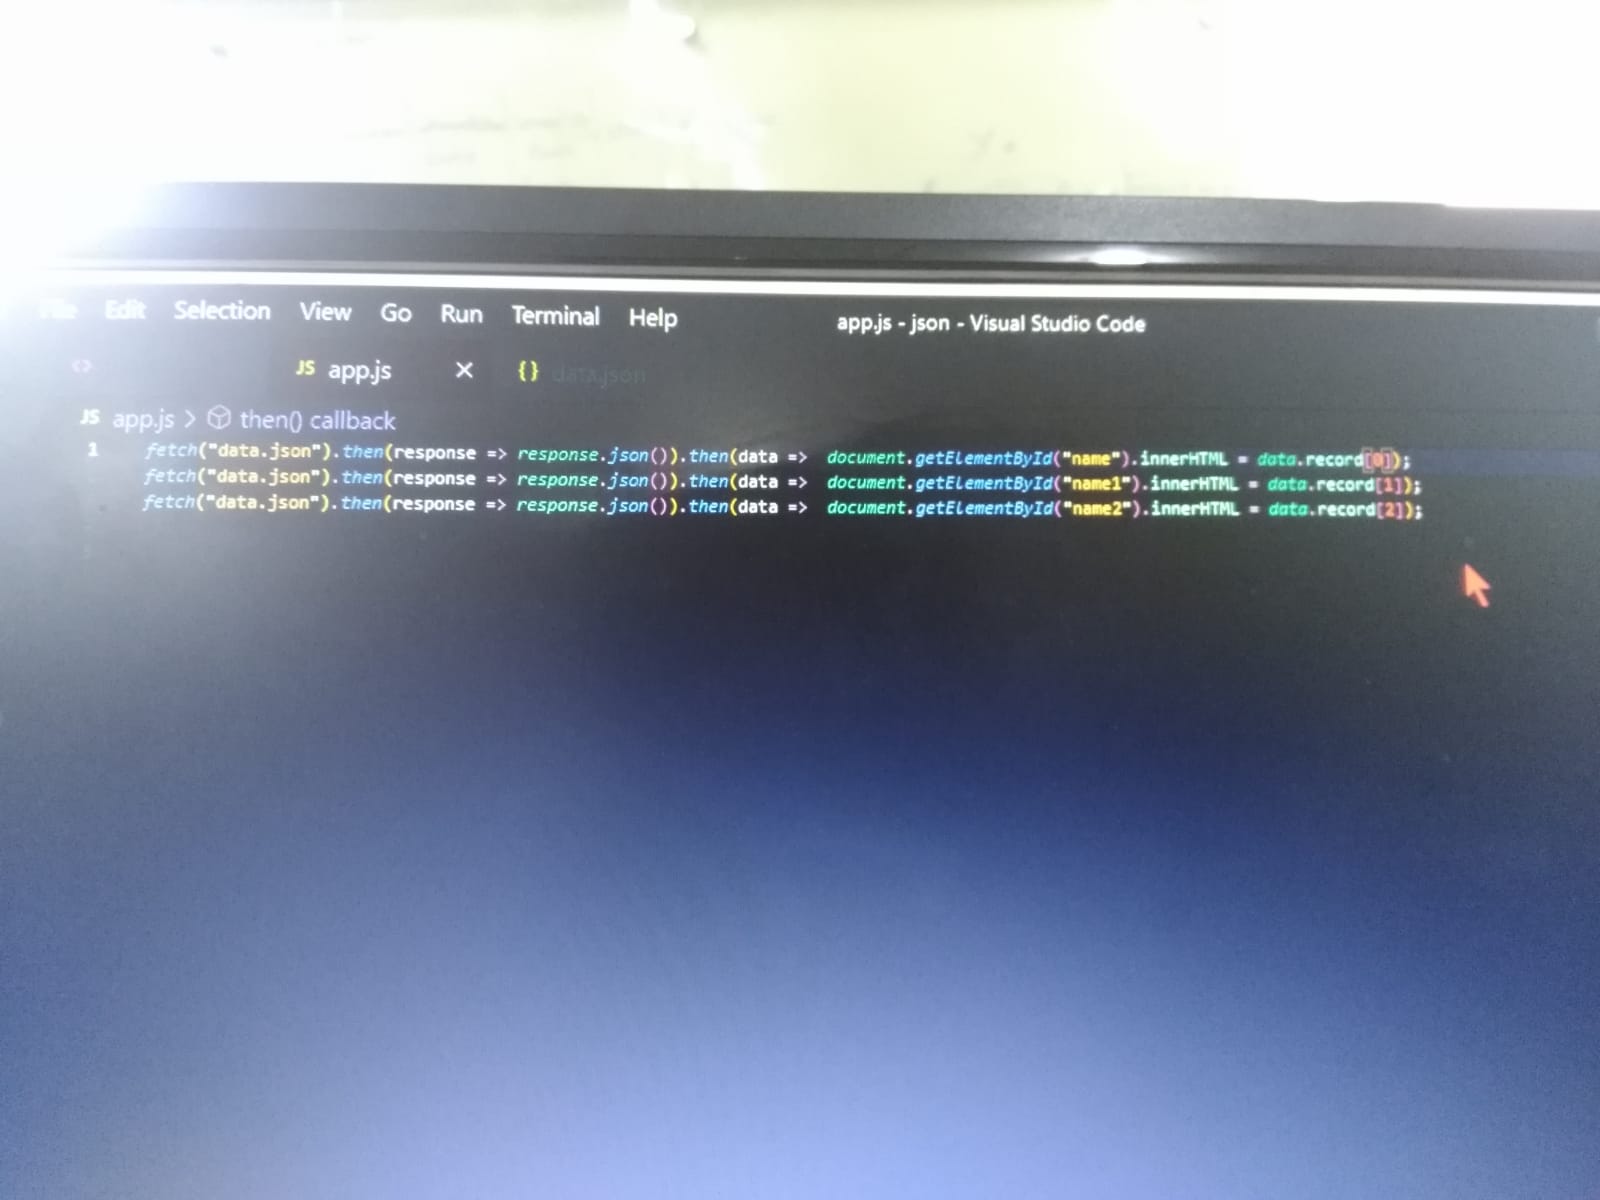 File Edit Selection View Go Run Terminal Help app.js - json - Visual Studio Code
JS app.js × {} data.json
JS app.js > then() callback
1 fetch("data.json").then(response => response.json()).then(data => document.getElementById("name").innerHTML = data.record[0]);
fetch("data.json").then(response => response.json()).then(data => document.getElementById("name1").innerHTML = data.record[1]);
fetch("data.json").then(response => response.json()).then(data => document.getElementById("name2").innerHTML = data.record[2]);